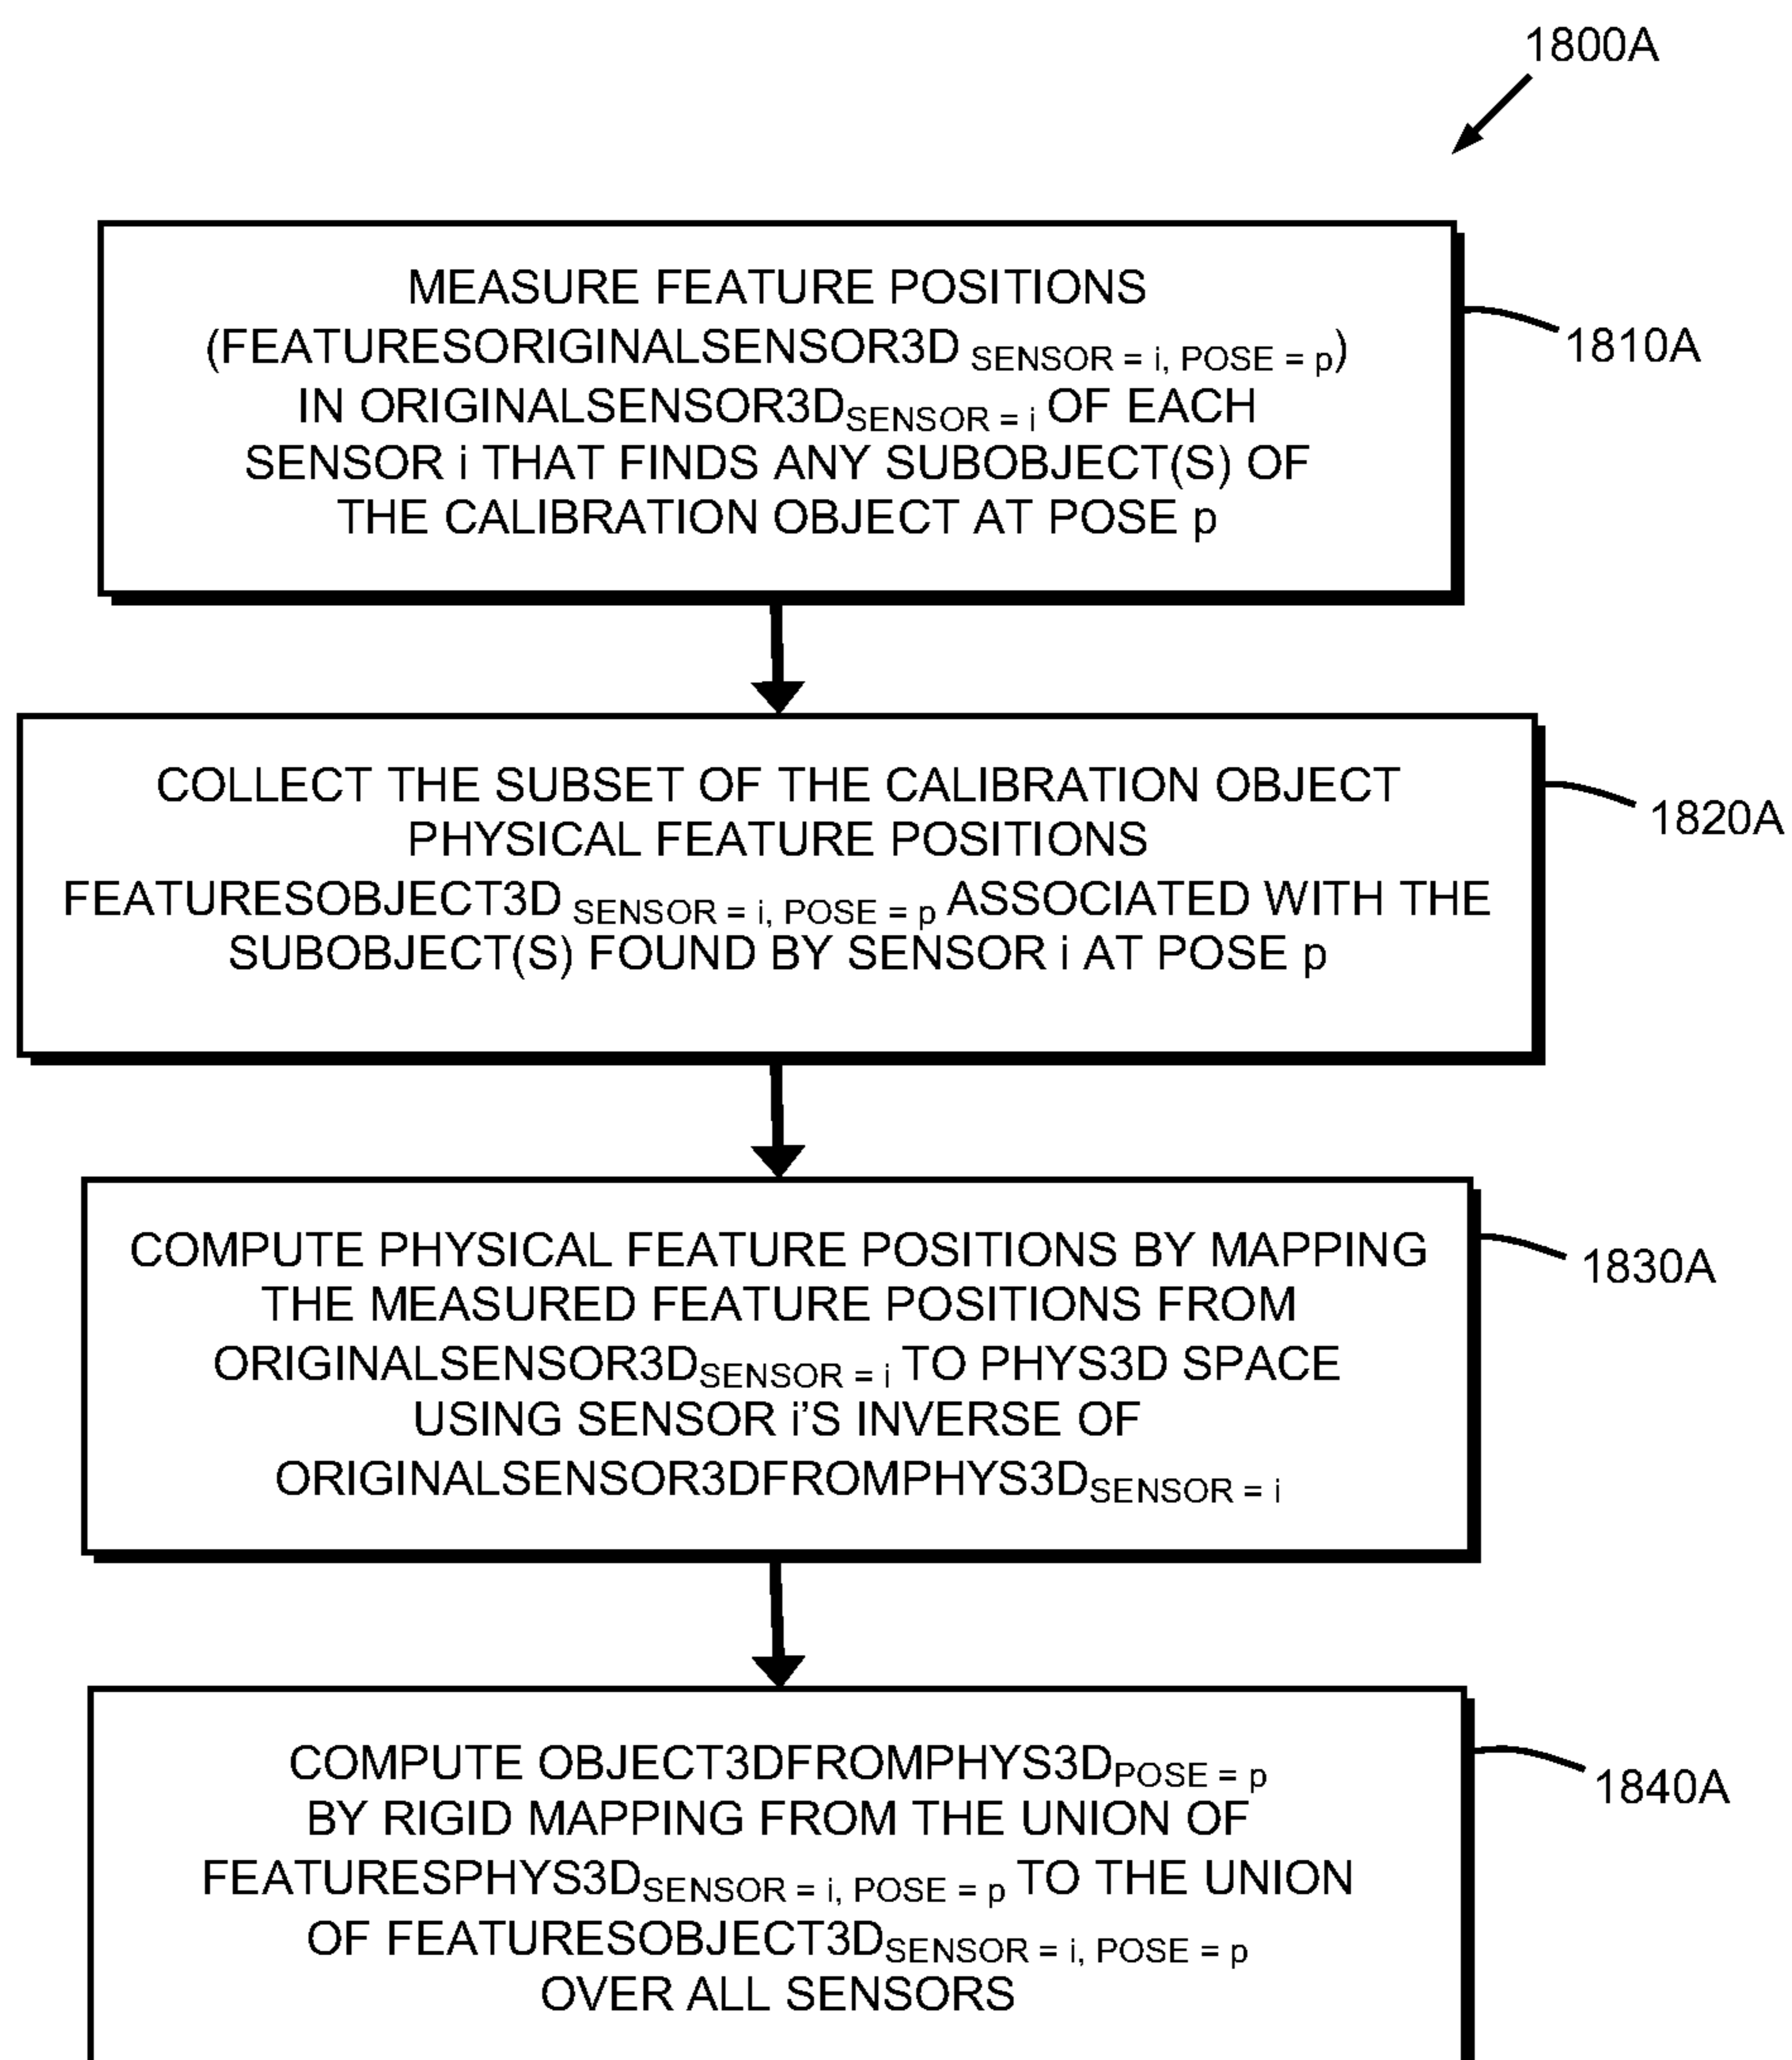 1800A
MEASURE FEATURE POSITIONS
(FEATURESORIGINALSENSOR3D SENSOR = i, POSE = p)
IN ORIGINALSENSOR3DSENSOR = i OF EACH
SENSOR i THAT FINDS ANY SUBOBJECT(S) OF
THE CALIBRATION OBJECT AT POSE p
1810A
COLLECT THE SUBSET OF THE CALIBRATION OBJECT
PHYSICAL FEATURE POSITIONS
FEATURESOBJECT3D SENSOR = i, POSE = p ASSOCIATED WITH THE
SUBOBJECT(S) FOUND BY SENSOR i AT POSE p
1820A
COMPUTE PHYSICAL FEATURE POSITIONS BY MAPPING
THE MEASURED FEATURE POSITIONS FROM
ORIGINALSENSOR3DSENSOR = i TO PHYS3D SPACE
USING SENSOR i'S INVERSE OF
ORIGINALSENSOR3DFROMPHYS3DSENSOR = i
1830A
COMPUTE OBJECT3DFROMPHYS3DPOSE = p
BY RIGID MAPPING FROM THE UNION OF
FEATURESPHYS3DSENSOR = i, POSE = p TO THE UNION
OF FEATURESOBJECT3DSENSOR = i, POSE = p
OVER ALL SENSORS
1840A